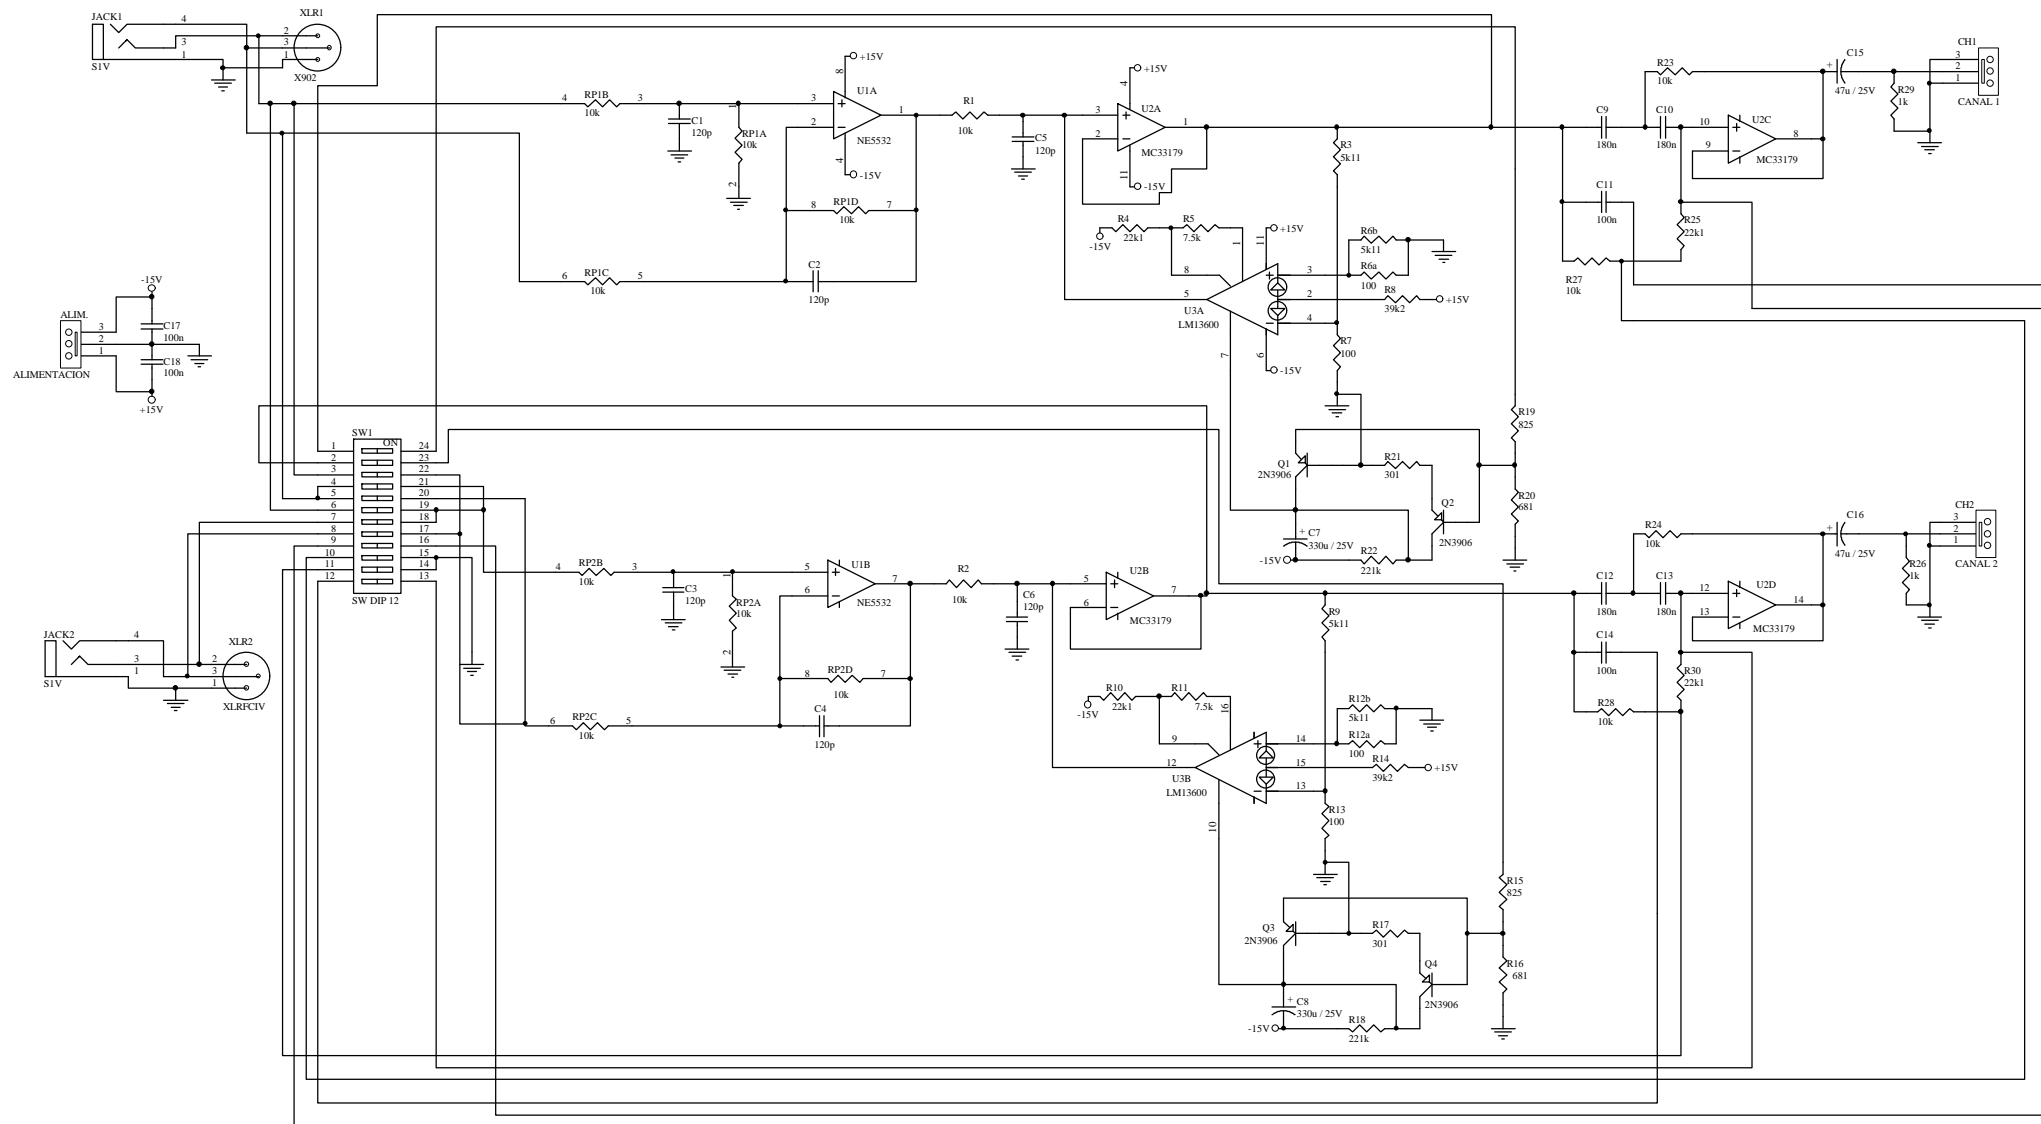 JACK1
4
3
1
S1V
XLR1
2
3
1
X902
4
RP1B
10k
3
C1
120p
1
RP1A
10k
2
8
+15V
U1A
3
2
1
NE5532
4
-15V
8
RP1D
7
10k
6
RP1C
5
10k
C2
120p
R1
10k
C5
120p
4
+15V
U2A
3
2
1
MC33179
11
-15V
R3
5k11
R4
22k1
-15V
R5
7.5k
1
11
+15V
8
5
U3A
LM13600
3
2
4
7
6
-15V
R6b
5k11
R6a
100
R8
39k2
+15V
R7
100
R23
10k
C9
180n
C10
180n
C11
100n
10
9
8
U2C
MC33179
R25
22k1
R27
10k
+
C15
47u / 25V
R29
1k
CH1
3
2
1
CANAL 1
-15V
ALIM.
3
2
1
ALIMENTACION
C17
100n
C18
100n
+15V
SW1
ON
1
2
3
4
5
6
7
8
9
10
11
12
24
23
22
21
20
19
18
17
16
15
14
13
SW DIP 12
Q1
2N3906
R21
301
Q2
2N3906
R19
825
R20
681
+
C7
330u / 25V
-15V
R22
221k
JACK2
4
3
1
S1V
XLR2
2
3
1
XLRFCIV
4
RP2B
10k
3
C3
120p
1
RP2A
10k
2
U1B
5
6
7
NE5532
8
RP2D
7
10k
6
RP2C
5
10k
C4
120p
R2
10k
C6
120p
U2B
5
6
7
MC33179
R9
5k11
R10
22k1
-15V
R11
7.5k
16
9
12
U3B
LM13600
14
15
13
10
R12b
5k11
R12a
100
R14
39k2
+15V
R13
100
R24
10k
C12
180n
C13
180n
C14
100n
12
13
14
U2D
MC33179
R30
22k1
R28
10k
+
C16
47u / 25V
R26
1k
CH2
3
2
1
CANAL 2
Q3
2N3906
R17
301
Q4
2N3906
R15
825
R16
681
+
C8
330u / 25V
-15V
R18
221k